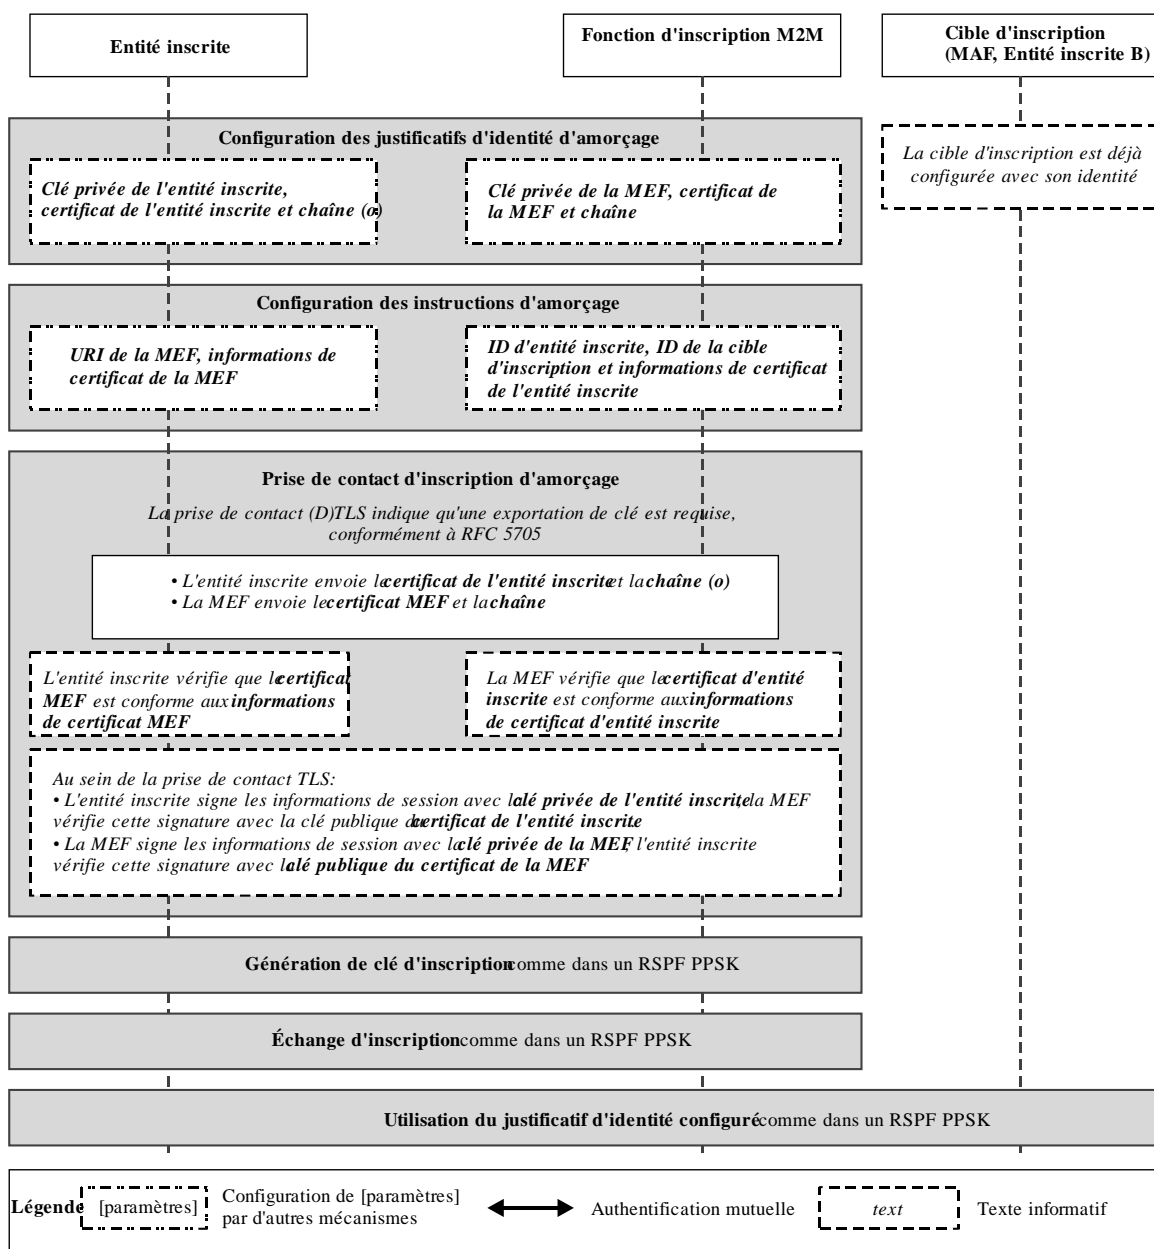 Entité inscrite
Fonction d'inscription M2M
Cible d'inscription
(MAF, Entité inscrite B)
Configuration des justificatifs d'identité d'amorçage
La cible d'inscription est déjà
configurée avec son identité
Clé privée de l'entité inscrite,
certificat de l'entité inscrite et chaîne (o)
Clé privée de la MEF, certificat de
la MEF et chaîne
Configuration des instructions d'amorçage
URI de la MEF, informations de
certificat de la MEF
ID d'entité inscrite, ID de la cible
d'inscription et informations de certificat
de l'entité inscrite
Prise de contact d'inscription d'amorçage
La prise de contact (D)TLS indique qu'une exportation de clé est requise,
conformément à RFC 5705
• L'entité inscrite envoie le certificat de l'entité inscrite et la chaîne (o)
• La MEF envoie le certificat MEF et la chaîne
L'entité inscrite vérifie que le certificat
MEF est conforme aux informations
de certificat MEF
La MEF vérifie que le certificat d'entité
inscrite est conforme aux informations
de certificat d'entité inscrite
Au sein de la prise de contact TLS:
• L'entité inscrite signe les informations de session avec la clé privée de l'entité inscrite, la MEF
vérifie cette signature avec la clé publique du certificat de l'entité inscrite.
• La MEF signe les informations de session avec la clé privée de la MEF, l'entité inscrite
vérifie cette signature avec la clé publique du certificat de la MEF
Génération de clé d'inscription comme dans un RSPF PPSK
Échange d'inscription comme dans un RSPF PPSK
Utilisation du justificatif d'identité configuré comme dans un RSPF PPSK
Légende
[paramètres]
Configuration de [paramètres]
par d'autres mécanismes
Authentification mutuelle
text
Texte informatif